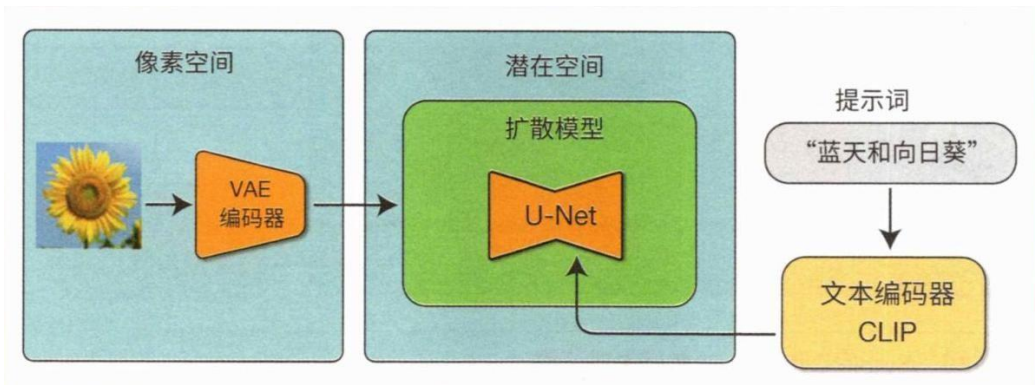 像素空间
VAE
编码器
潜在空间
扩散模型
U-Net
提示词
“蓝天和向日葵”
文本编码器
CLIP